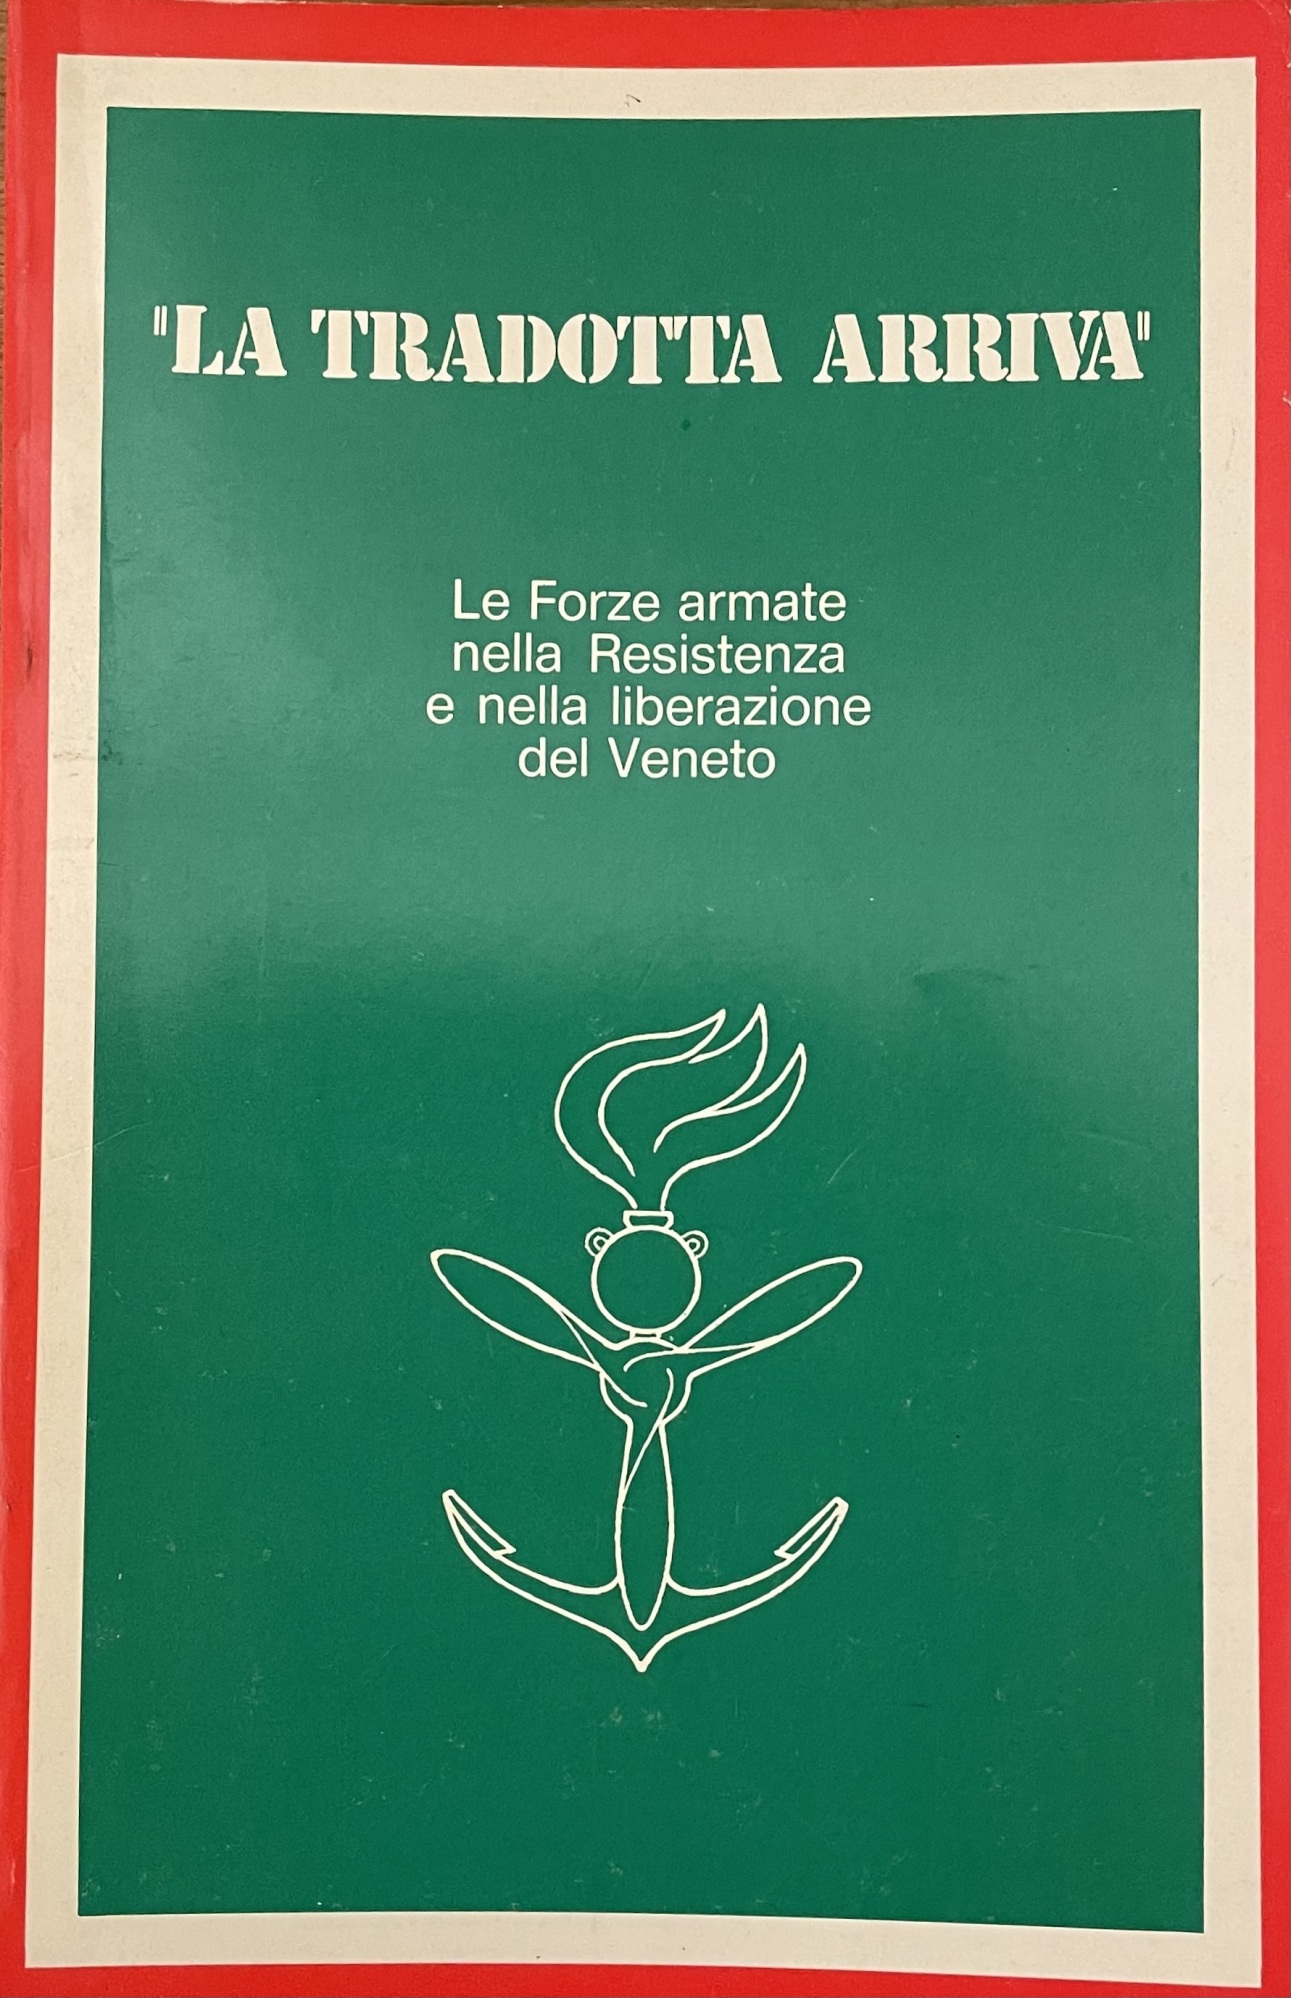 "LA TRADOTTA ARRIVA"
Le Forze armate
nella Resistenza
e nella liberazione
del Veneto